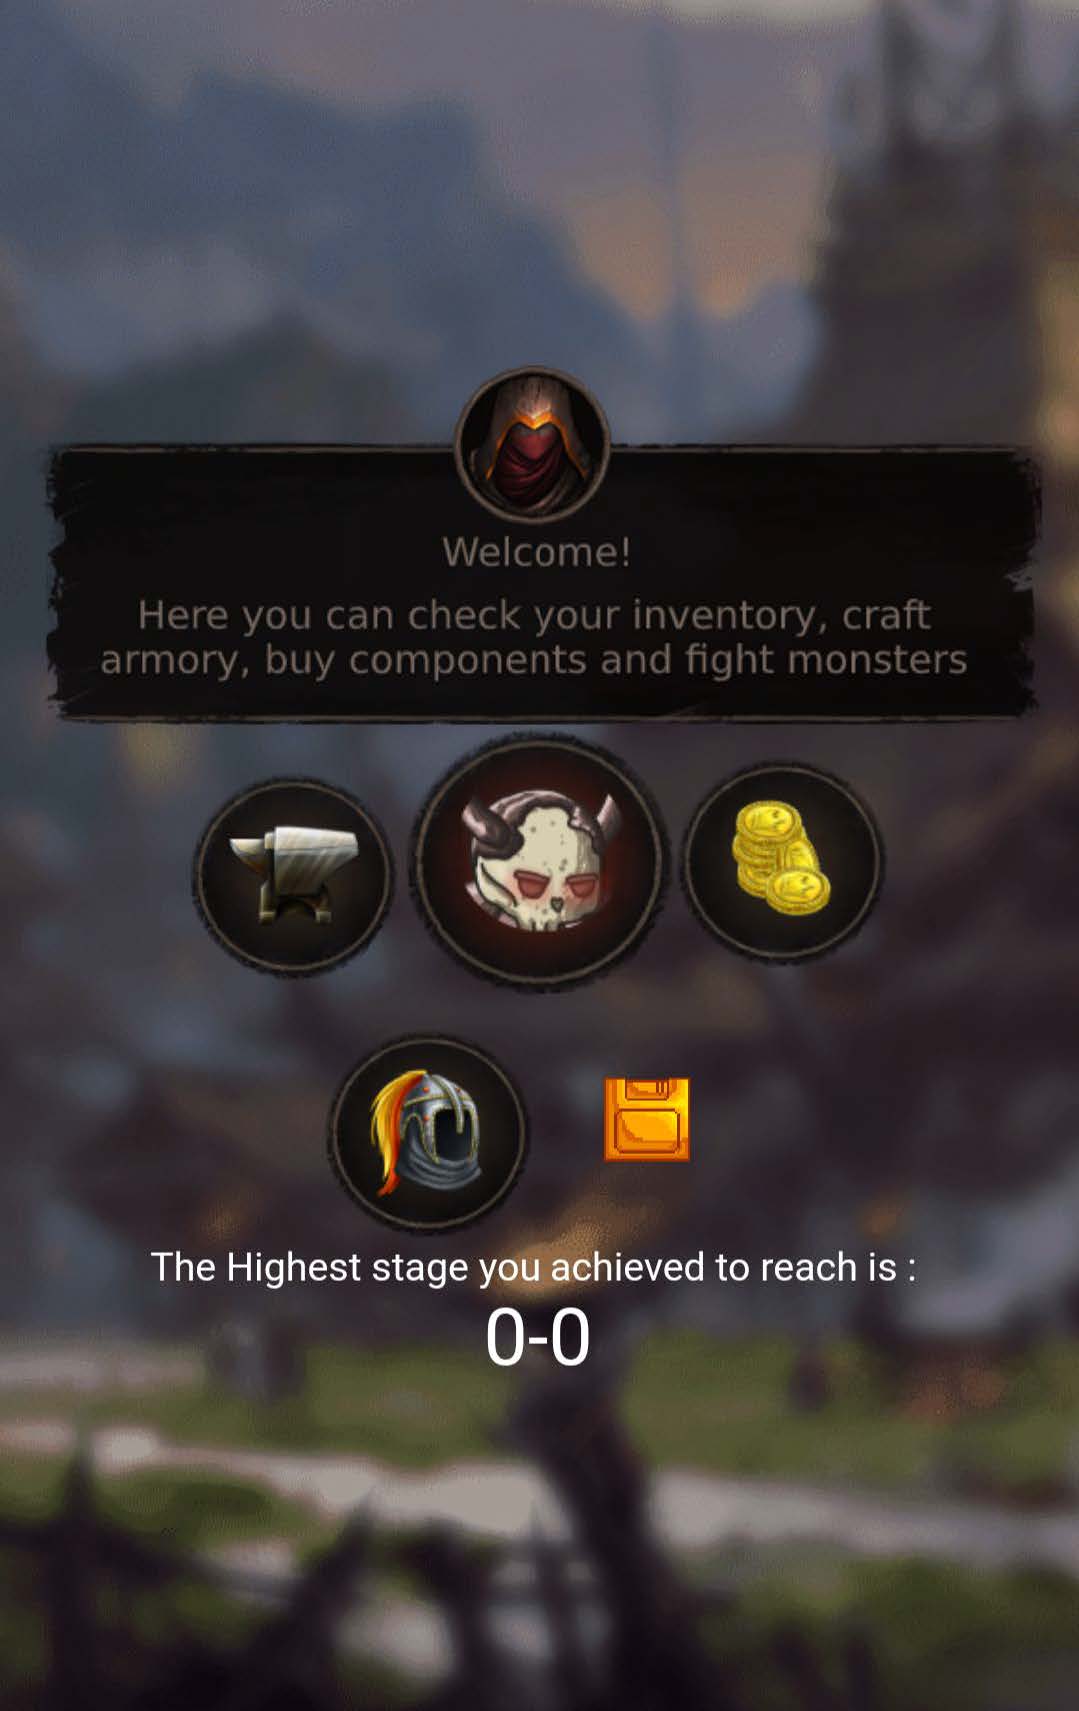 Welcome!
Here you can check your inventory, craft
armory, buy components and fight monsters
The Highest stage you achieved to reach is :
0-0